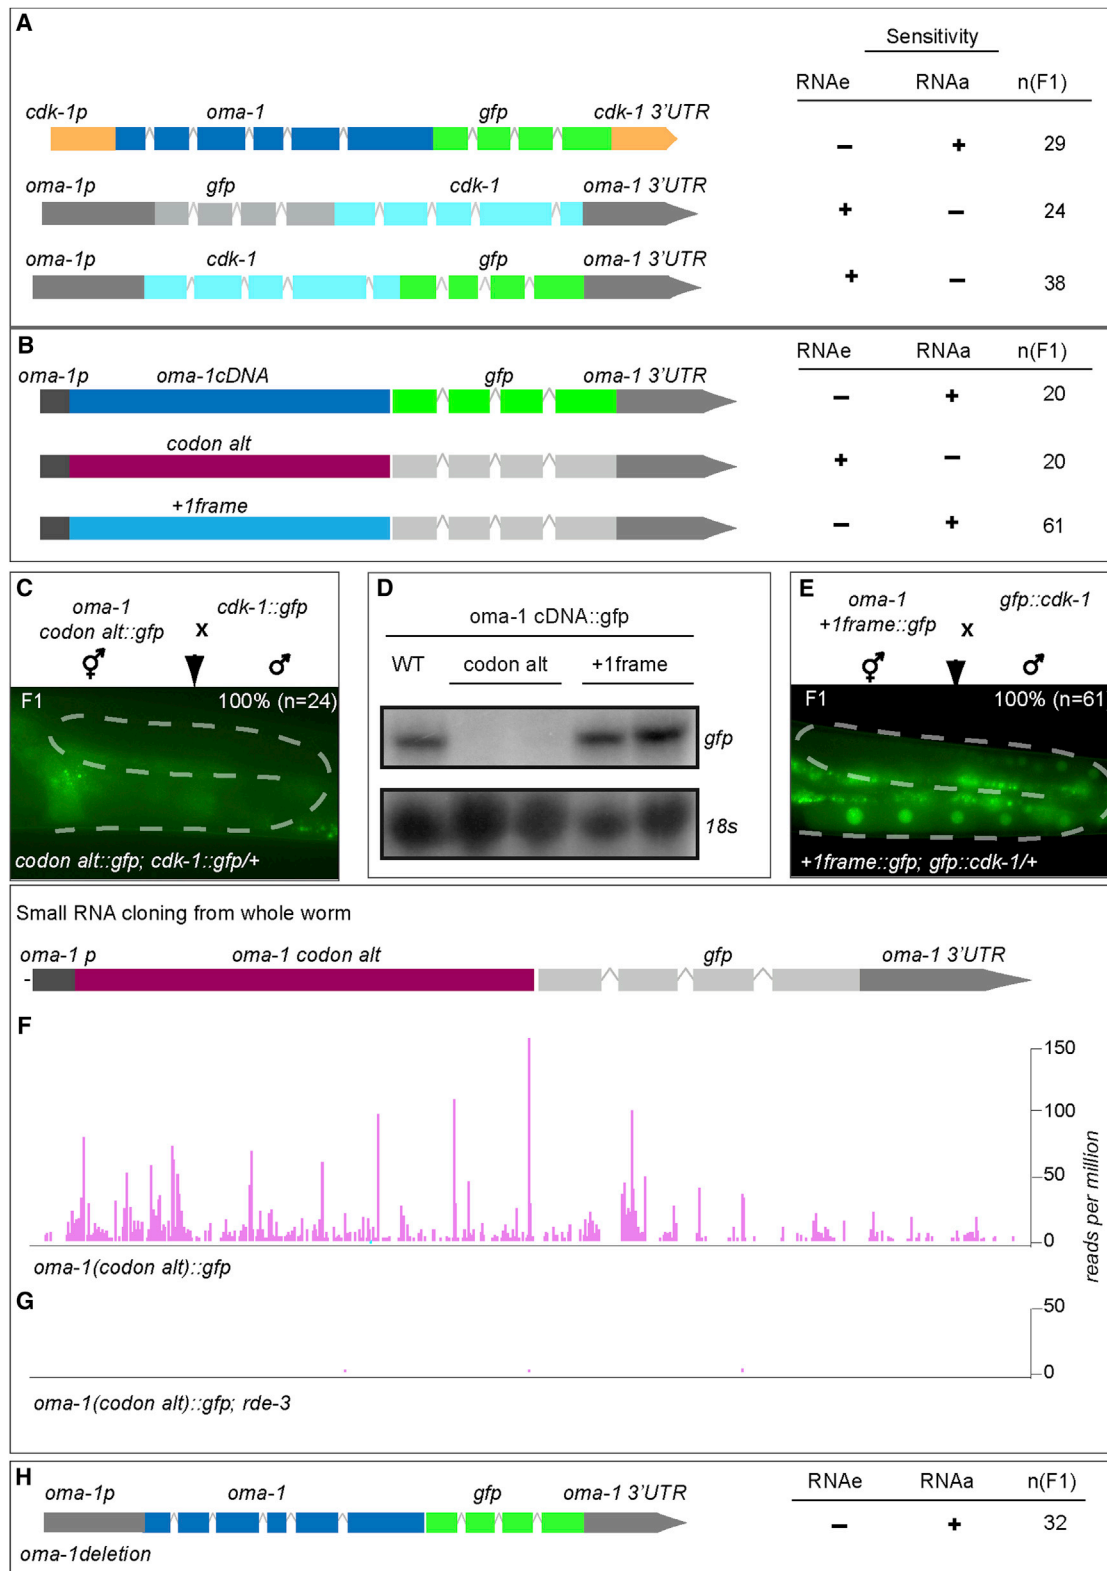 A
Sensitivity
RNAe RNAa n(F1)
cdk-1p oma-1 gfp cdk-1 3'UTR
− + 29
oma-1p gfp cdk-1 oma-1 3'UTR
+ − 24
oma-1p cdk-1 gfp oma-1 3'UTR
+ − 38
B
RNAe RNAa n(F1)
oma-1p oma-1cDNA gfp oma-1 3'UTR
− + 20
codon alt
+ − 20
+1frame
− + 61
C
oma-1
codon alt::gfp
x
cdk-1::gfp
F1 100% (n=24)
codon alt::gfp; cdk-1::gfp/+
D
oma-1 cDNA::gfp
WT codon alt +1frame
gfp
18s
E
oma-1
+1frame::gfp
x
gfp::cdk-1
F1 100% (n=61
+1frame::gfp; gfp::cdk-1/+
Small RNA cloning from whole worm
oma-1 p oma-1 codon alt gfp oma-1 3'UTR
-
F
150
100
50
0
reads per million
oma-1(codon alt)::gfp
G
50
0
oma-1(codon alt)::gfp; rde-3
H
RNAe RNAa n(F1)
oma-1p oma-1 gfp oma-1 3'UTR
− + 32
oma-1deletion